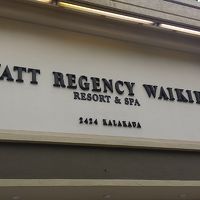 ATT REGENCY WAIKI
RESORT & SPA
2424 KALAKAUA